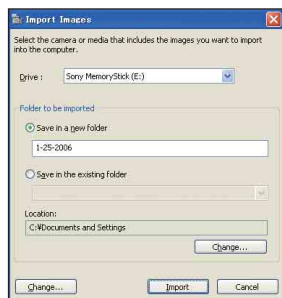 Import Images
Select the camera or media that includes the images you want to import
into the computer.
Drive :
Sony MemoryStick (E:)
Folder to be imported
Save in a new folder
1-25-2006
Save in the existing folder
Location:
C:¥Documents and Settings
Change...
Change...
Import
Cancel